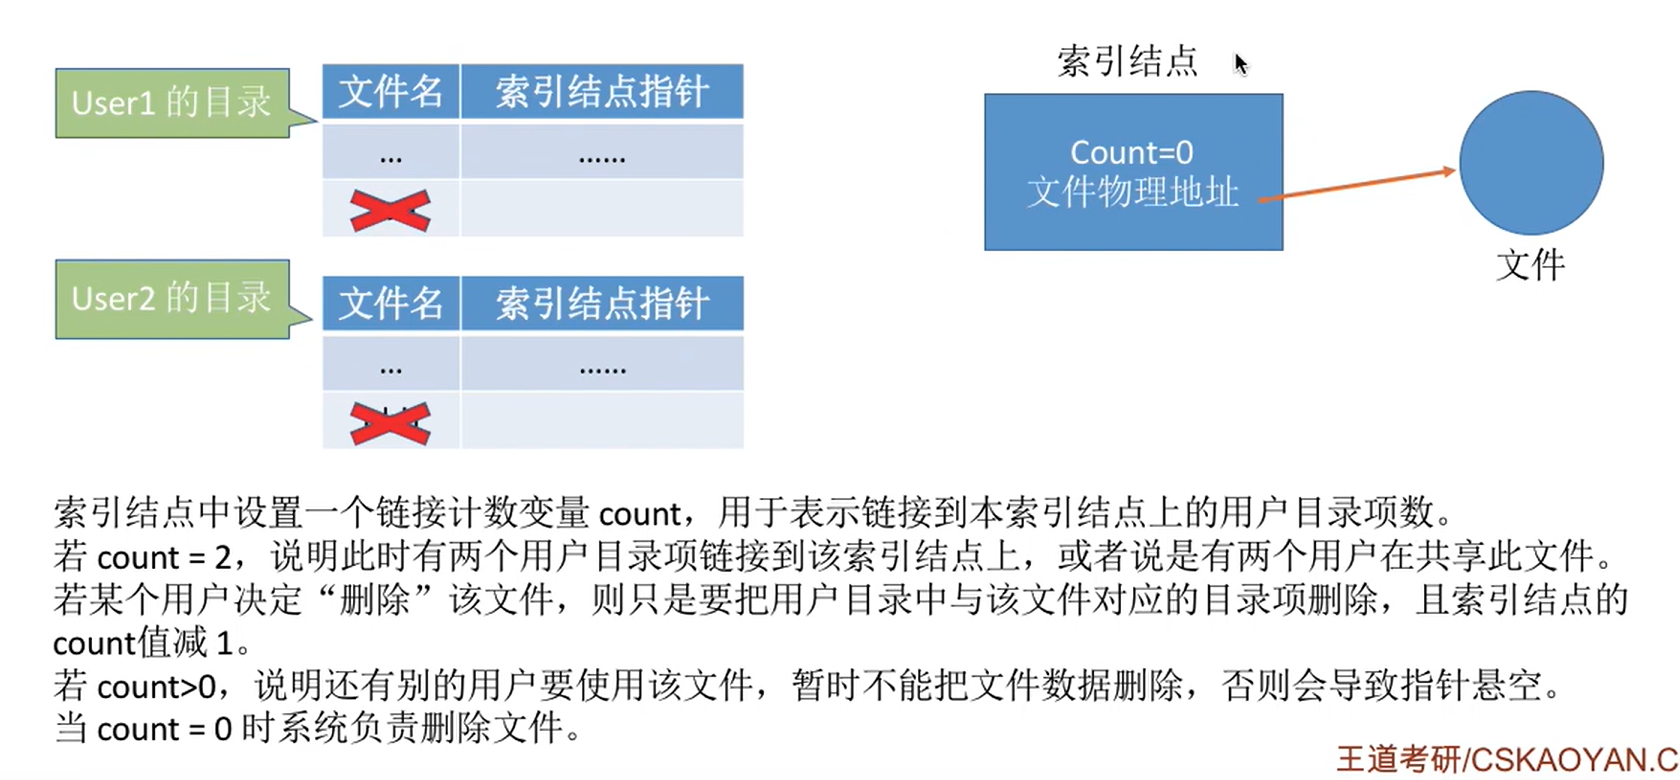 User1 的目录
文件名 索引结点指针
... ......
User2 的目录
文件名 索引结点指针
... ......
索引结点
Count=0
文件物理地址
文件
索引结点中设置一个链接计数变量 count，用于表示链接到本索引结点上的用户目录项数。
若 count = 2，说明此时有两个用户目录项链接到该索引结点上，或者说是有两个用户在共享此文件。
若某个用户决定“删除”该文件，则只是要把用户目录中与该文件对应的目录项删除，且索引结点的
count值减 1。
若 count>0，说明还有别的用户要使用该文件，暂时不能把文件数据删除，否则会导致指针悬空。
当 count = 0 时系统负责删除文件。
王道考研/CSKAOYAN.C